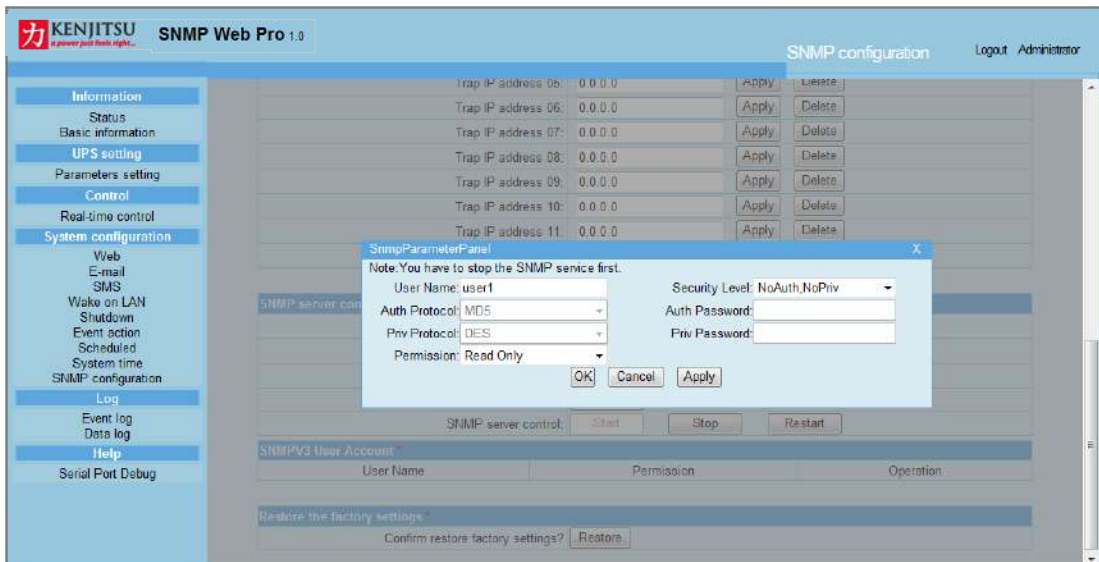 力 KENJITSU
a power just feels right...
SNMP Web Pro 1.0
SNMP configuration
Logout Administrator
Information
Status
Basic information
UPS setting
Parameters setting
Control
Real-time control
System configuration
Web
E-mail
SMS
Wake on LAN
Shutdown
Event action
Scheduled
System time
SNMP configuration
Log
Event log
Data log
Help
Serial Port Debug
Trap IP address 05: 0.0.0.0 Apply Delete
Trap IP address 06: 0.0.0.0 Apply Delete
Trap IP address 07: 0.0.0.0 Apply Delete
Trap IP address 08: 0.0.0.0 Apply Delete
Trap IP address 09: 0.0.0.0 Apply Delete
Trap IP address 10: 0.0.0.0 Apply Delete
Trap IP address 11: 0.0.0.0 Apply Delete
SnmpParameterPanel X
Note:You have to stop the SNMP service first.
User Name: user1 Security Level: NoAuth,NoPriv
Auth Protocol: MD5 Auth Password:
Priv Protocol: DES Priv Password:
Permission: Read Only
OK Cancel Apply
SNMP server con
SNMP server control: Start Stop Restart
SNMPV3 User Account *
User Name Permission Operation
Restore the factory settings *
Confirm restore factory settings? Restore